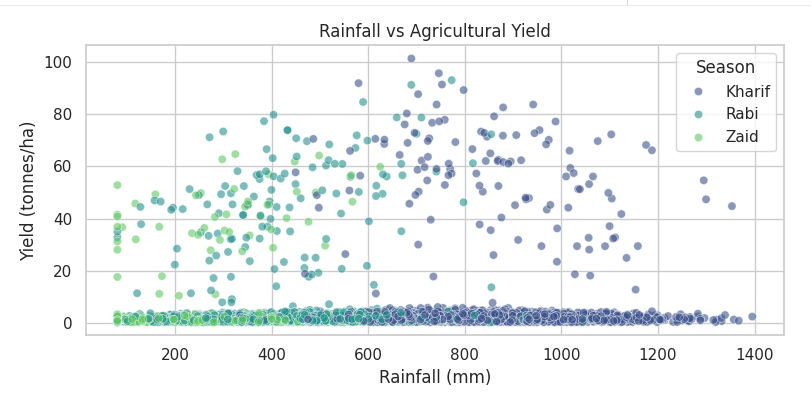 Rainfall vs Agricultural Yield
Yield (tonnes/ha)
100
80
60
40
20
0
Season
Kharif
Rabi
Zaid
200 400 600 800 1000 1200 1400
Rainfall (mm)